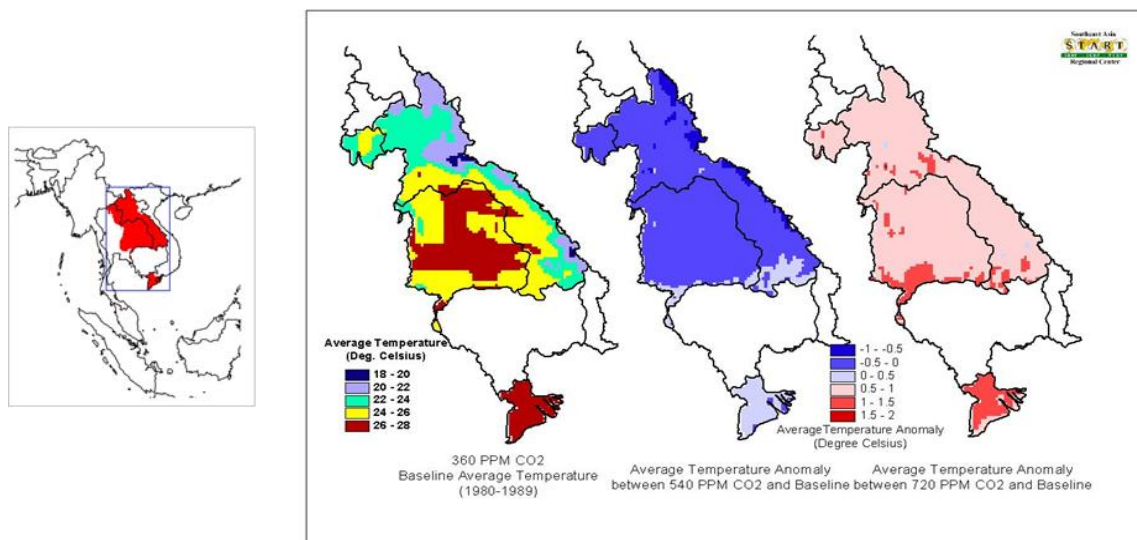 Southeast Asia
START
Regional Center
Average Temperature
(Deg. Celsius)
18 - 20
20 - 22
22 - 24
24 - 26
26 - 28
360 PPM CO2
Baseline Average Temperature
(1980-1989)
Average Temperature Anomaly
between 540 PPM CO2 and Baseline
-1 - -0.5
-0.5 - 0
0 - 0.5
0.5 - 1
1 - 1.5
1.5 - 2
AverageTemperature Anomaly
(Degree Celsius)
Average Temperature Anomaly
between 720 PPM CO2 and Baseline